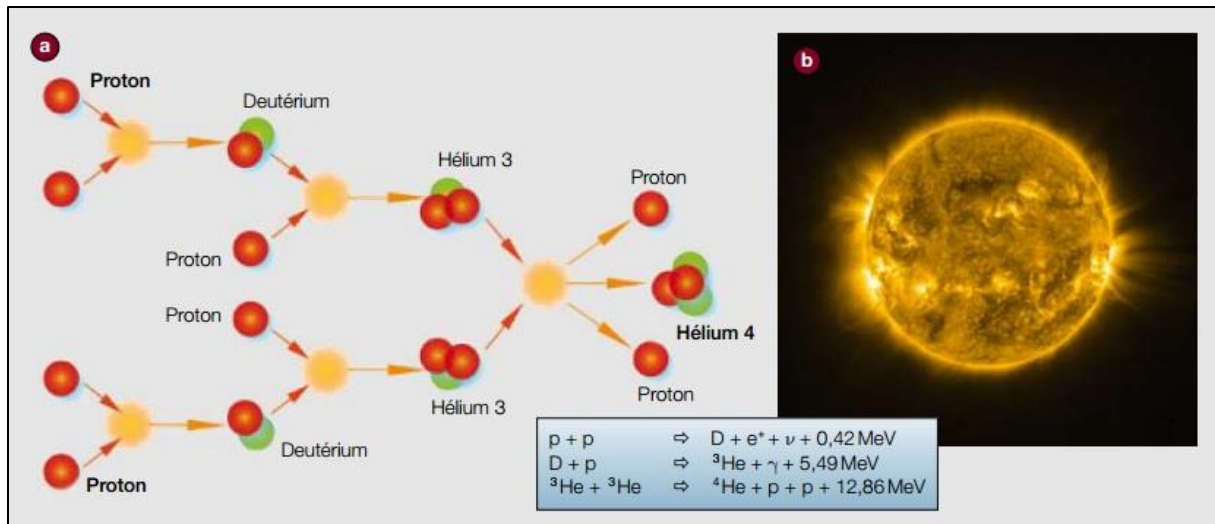 a
Proton
Deutérium
Hélium 3
Proton
Proton
Proton
Hélium 4
Hélium 3
Proton
Deutérium
Proton
p + p ⇨ D + e⁺ + ν + 0,42 MeV
D + p ⇨ ³He + γ + 5,49 MeV
³He + ³He ⇨ ⁴He + p + p + 12,86 MeV
b